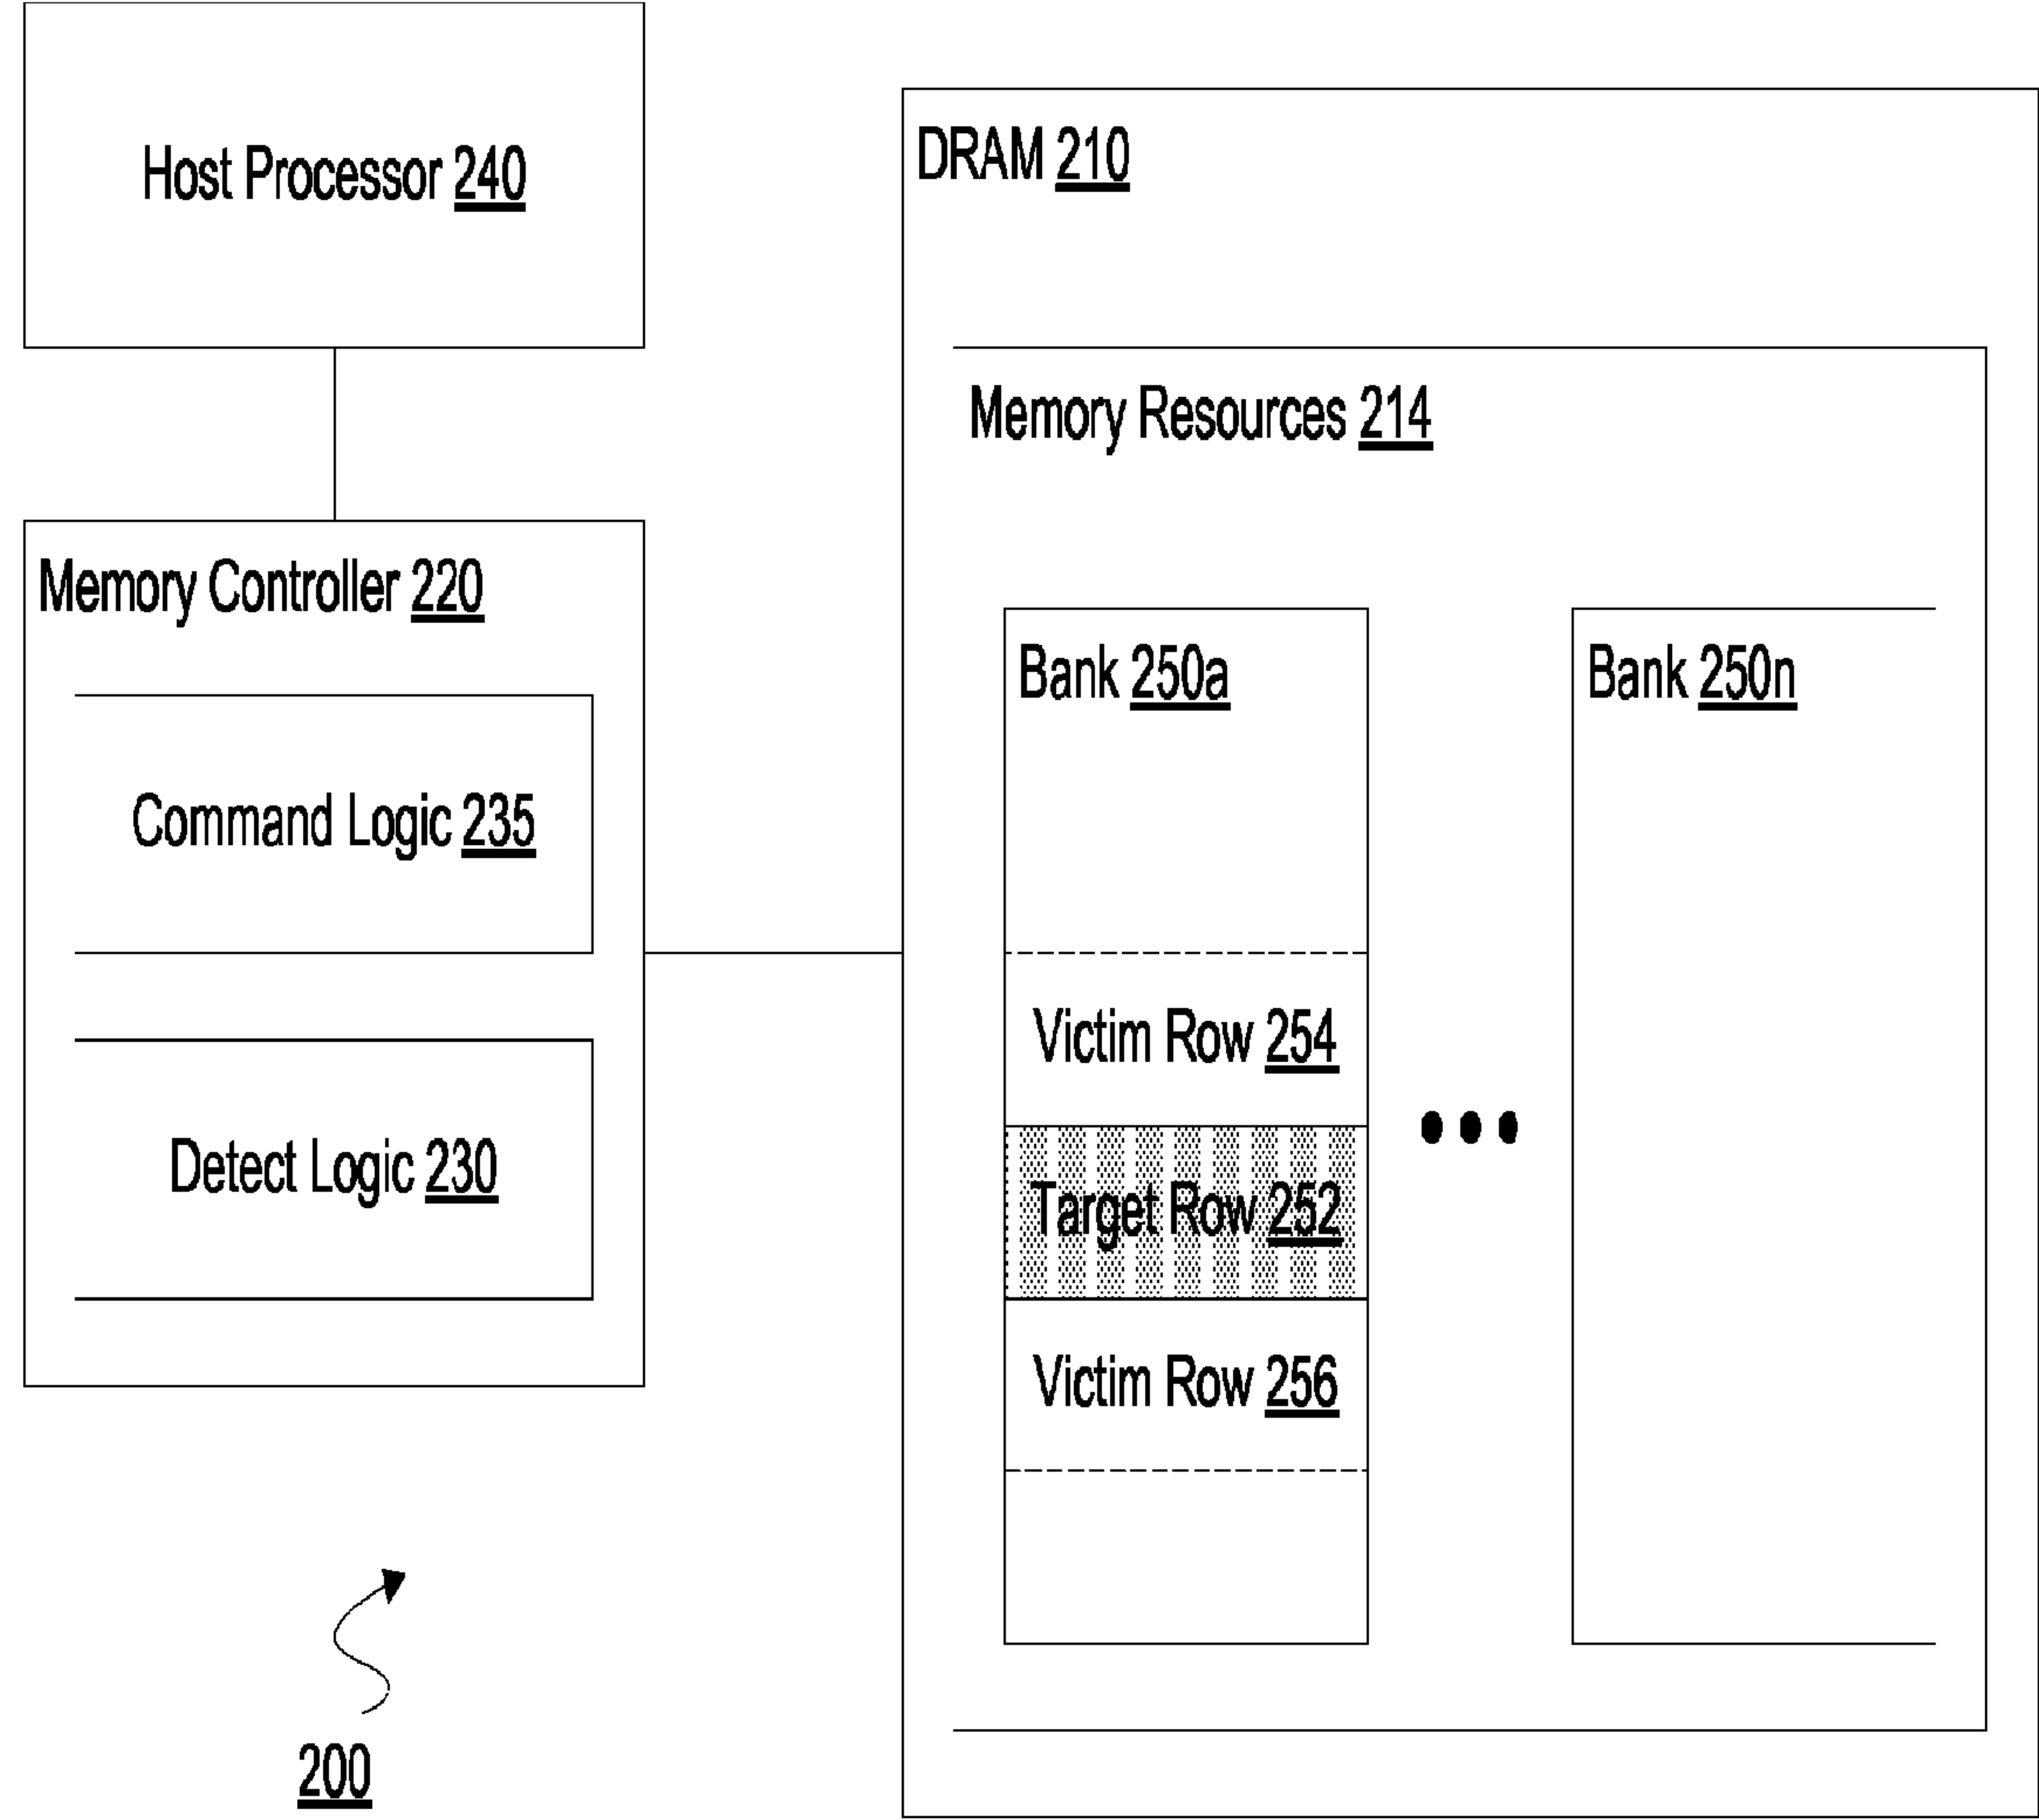 Host Processor 240
DRAM 210
Memory Resources 214
Memory Controller 220
Command Logic 235
Detect Logic 230
Bank 250a
Bank 250n
Victim Row 254
Target Row 252
Victim Row 256
200